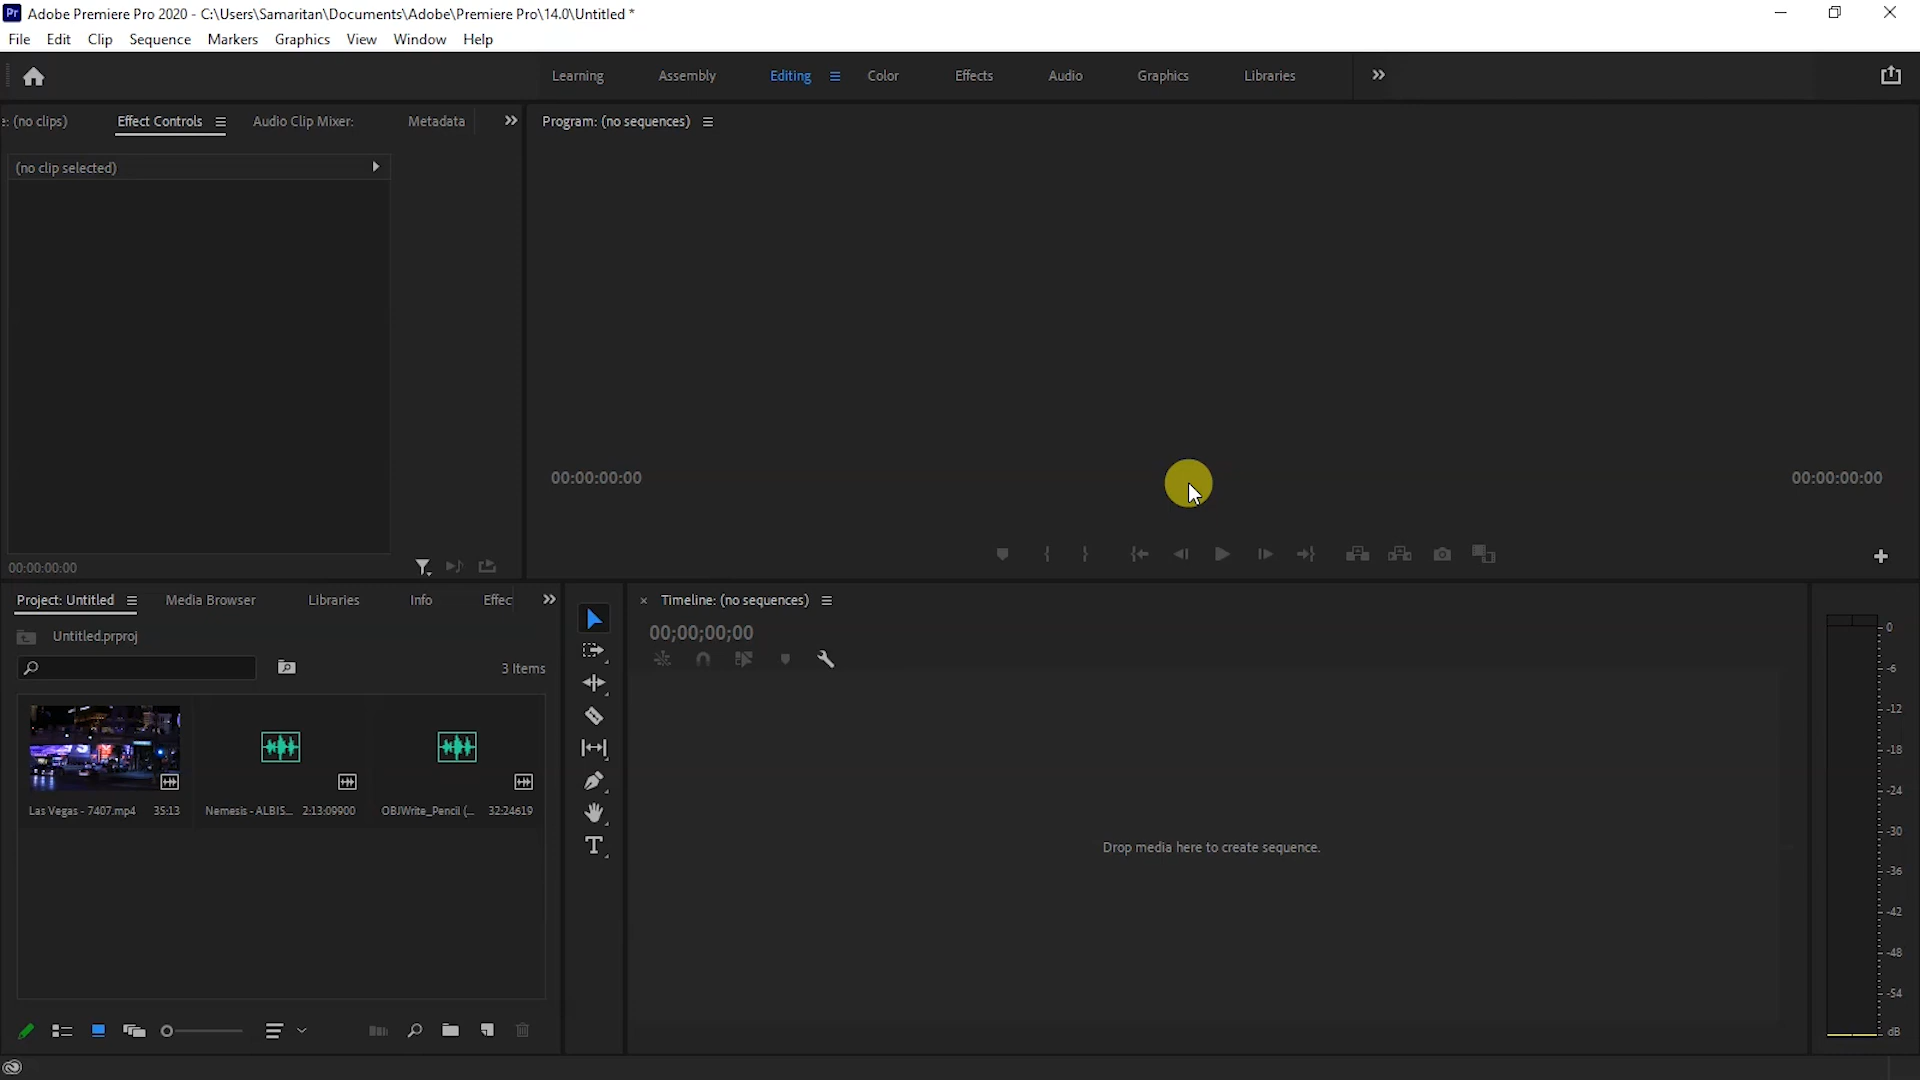 Pr Adobe Premiere Pro 2020 - C:\Users\Samaritan\Documents\Adobe\Premiere Pro\14.0\Untitled *
File Edit Clip Sequence Markers Graphics View Window Help
Learning Assembly Editing Color Effects Audio Graphics Libraries
e: (no clips) Effect Controls Audio Clip Mixer: Metadata
Program: (no sequences)
(no clip selected)
00:00:00:00 00:00:00:00
00:00:00:00
Project: Untitled Media Browser Libraries Info Effec
Timeline: (no sequences)
Untitled.prproj
00;00;00;00
3 Items
Las Vegas - 7407.mp4 35:13 Nemesis - ALBIS... 2:13:09900 OBJWrite_Pencil (... 32:24619
Drop media here to create sequence.
0
-6
-12
-18
-24
-30
-36
-42
-48
-54
dB